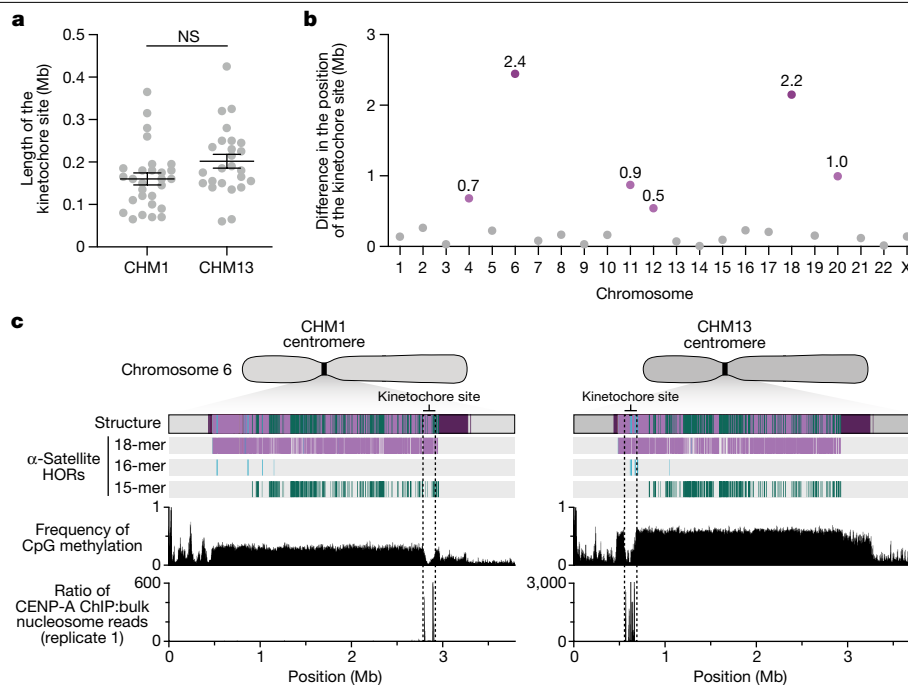 a
NS
0.5
0.4
0.3
0.2
0.1
0
Length of the
kinetochore site (Mb)
CHM1
CHM13
b
3
2
1
0
Difference in the position
of the kinetochore site (Mb)
0.7
2.4
0.9
0.5
2.2
1.0
1 2 3 4 5 6 7 8 9 10 11 12 13 14 15 16 17 18 20 21 22 X
Chromosome
c
CHM1
centromere
CHM13
centromere
Chromosome 6
Kinetochore site
Kinetochore site
Structure
α-Satellite
HORs
18-mer
16-mer
15-mer
Frequency of
CpG methylation
1
0
1
0
Ratio of
CENP-A ChIP:bulk
nucleosome reads
(replicate 1)
600
0
3,000
0
0 1 2 3
Position (Mb)
0 1 2 3
Position (Mb)